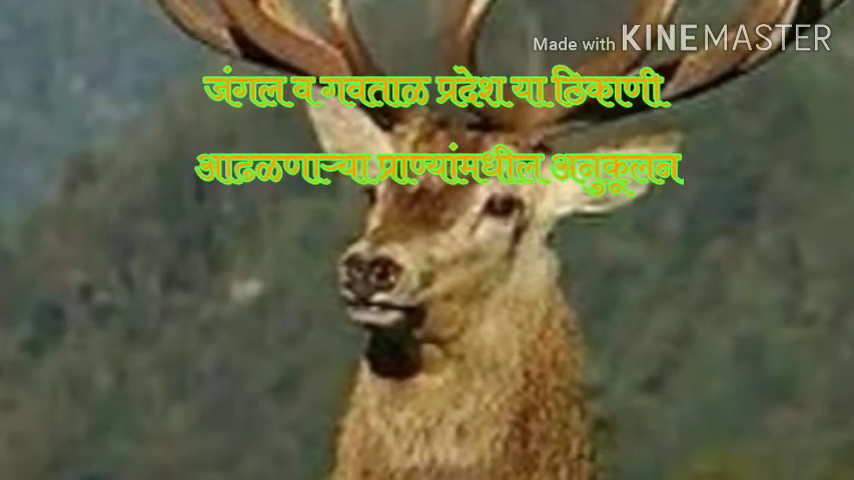 Made with KINEMASTER
जंगल व गवताळ प्रदेश या ठिकाणी
आढळणाऱ्या प्राण्यांमधील अनुकूलन